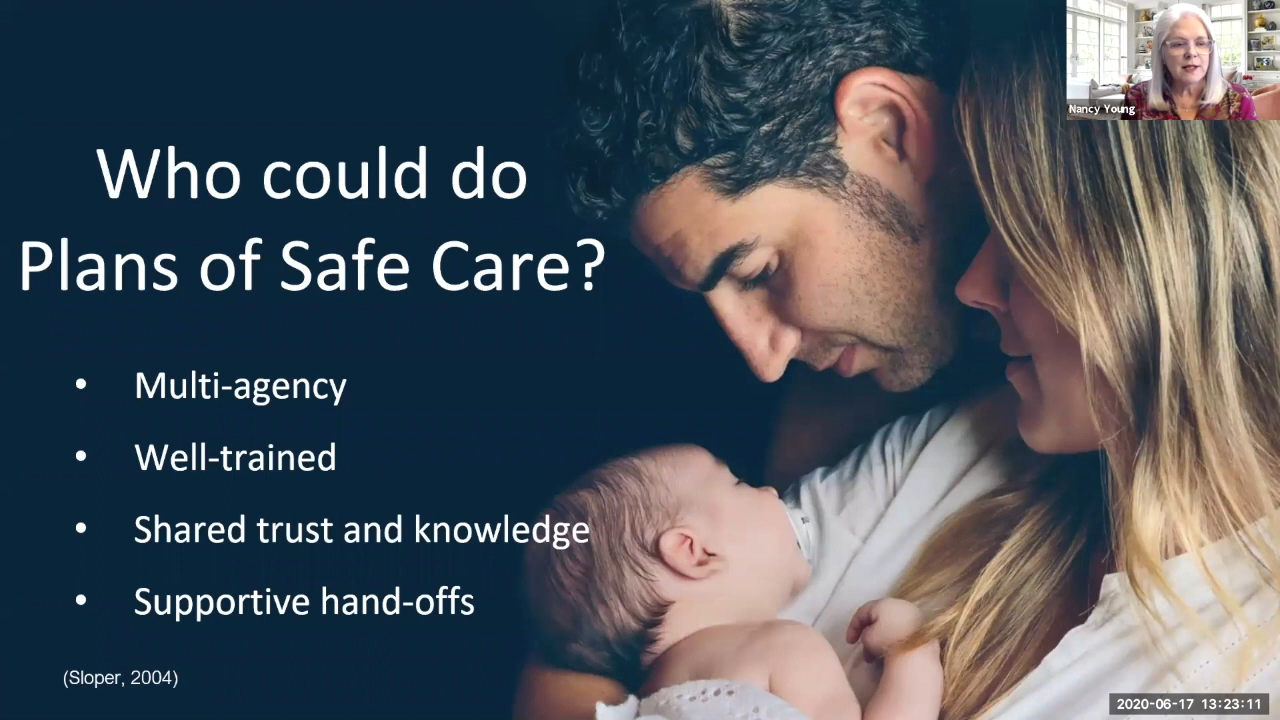 Nancy Young
Who could do
Plans of Safe Care?
• Multi-agency
• Well-trained
• Shared trust and knowledge
• Supportive hand-offs
(Sloper, 2004)
2020-06-17 13:23:11